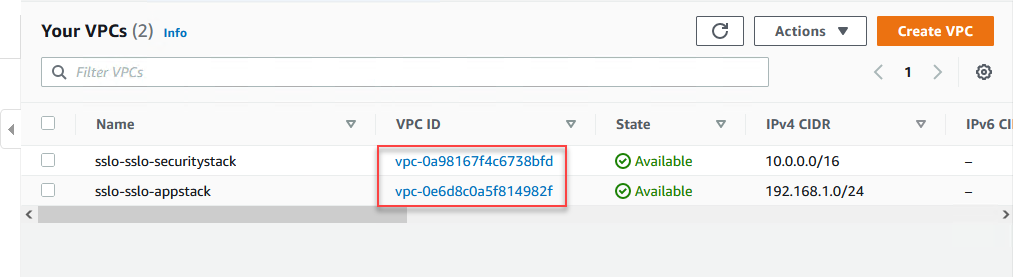 Your VPCs (2) Info
Actions
Create VPC
Filter VPCs
1
Name VPC ID State IPv4 CIDR IPv6 CI
sslo-sslo-securitystack vpc-0a98167f4c6738bfd Available 10.0.0.0/16 –
sslo-sslo-appstack vpc-0e6d8c0a5f814982f Available 192.168.1.0/24 –